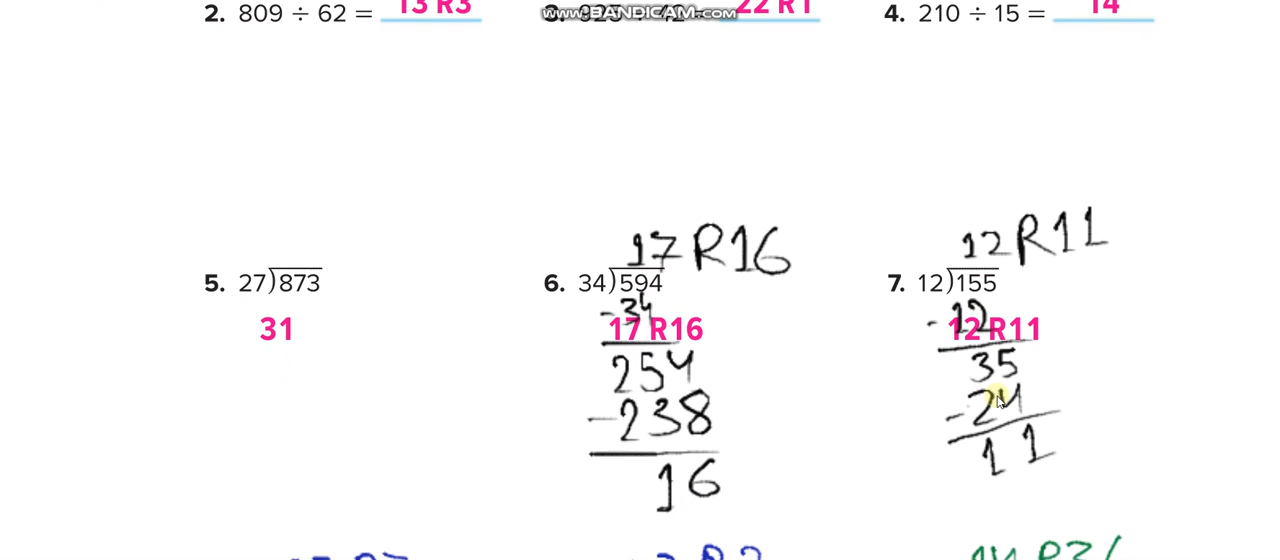 2. 809 ÷ 62 = 13 R3
www.BANDICAM.com 22 R1
4. 210 ÷ 15 = 14
17 R16
12 R11
5. 27)873
6. 34)594
7. 12)155
-34
-12
31
17 R16
12 R11
254
35
-238
-24
16
11